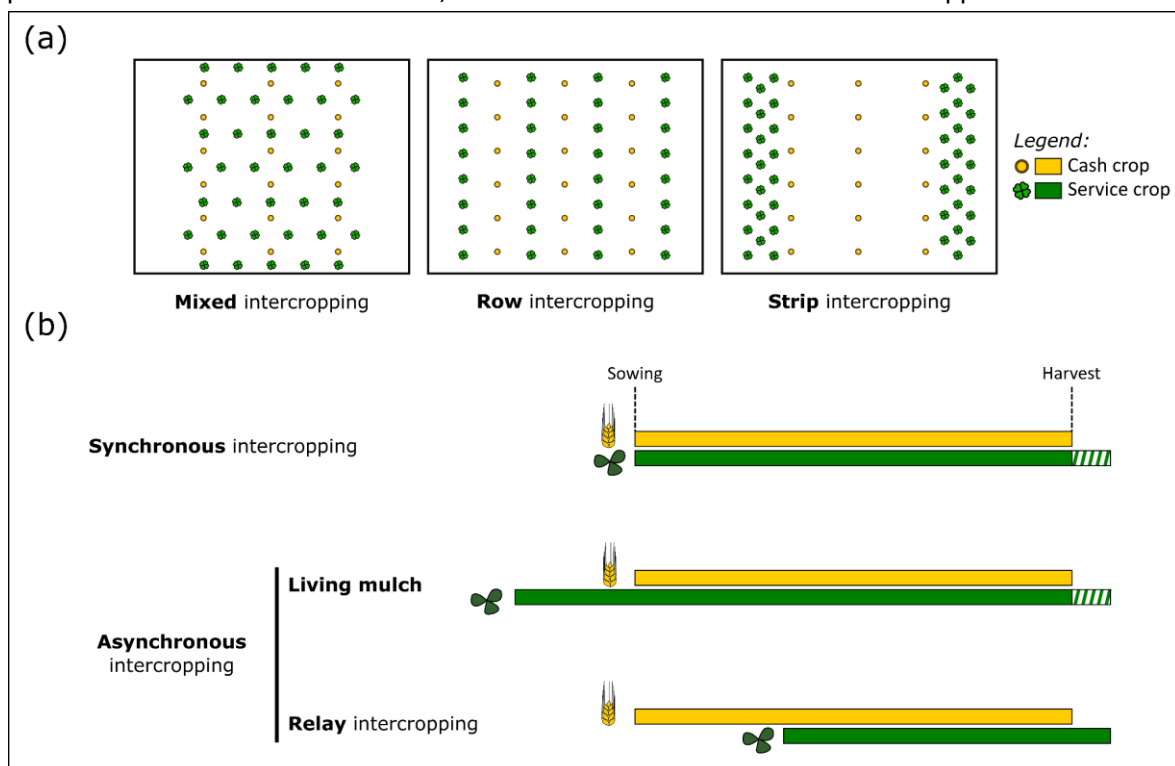 (a)
Legend:
Cash crop
Service crop
Mixed intercropping
Row intercropping
Strip intercropping
(b)
Sowing
Harvest
Synchronous intercropping
Living mulch
Asynchronous
intercropping
Relay intercropping